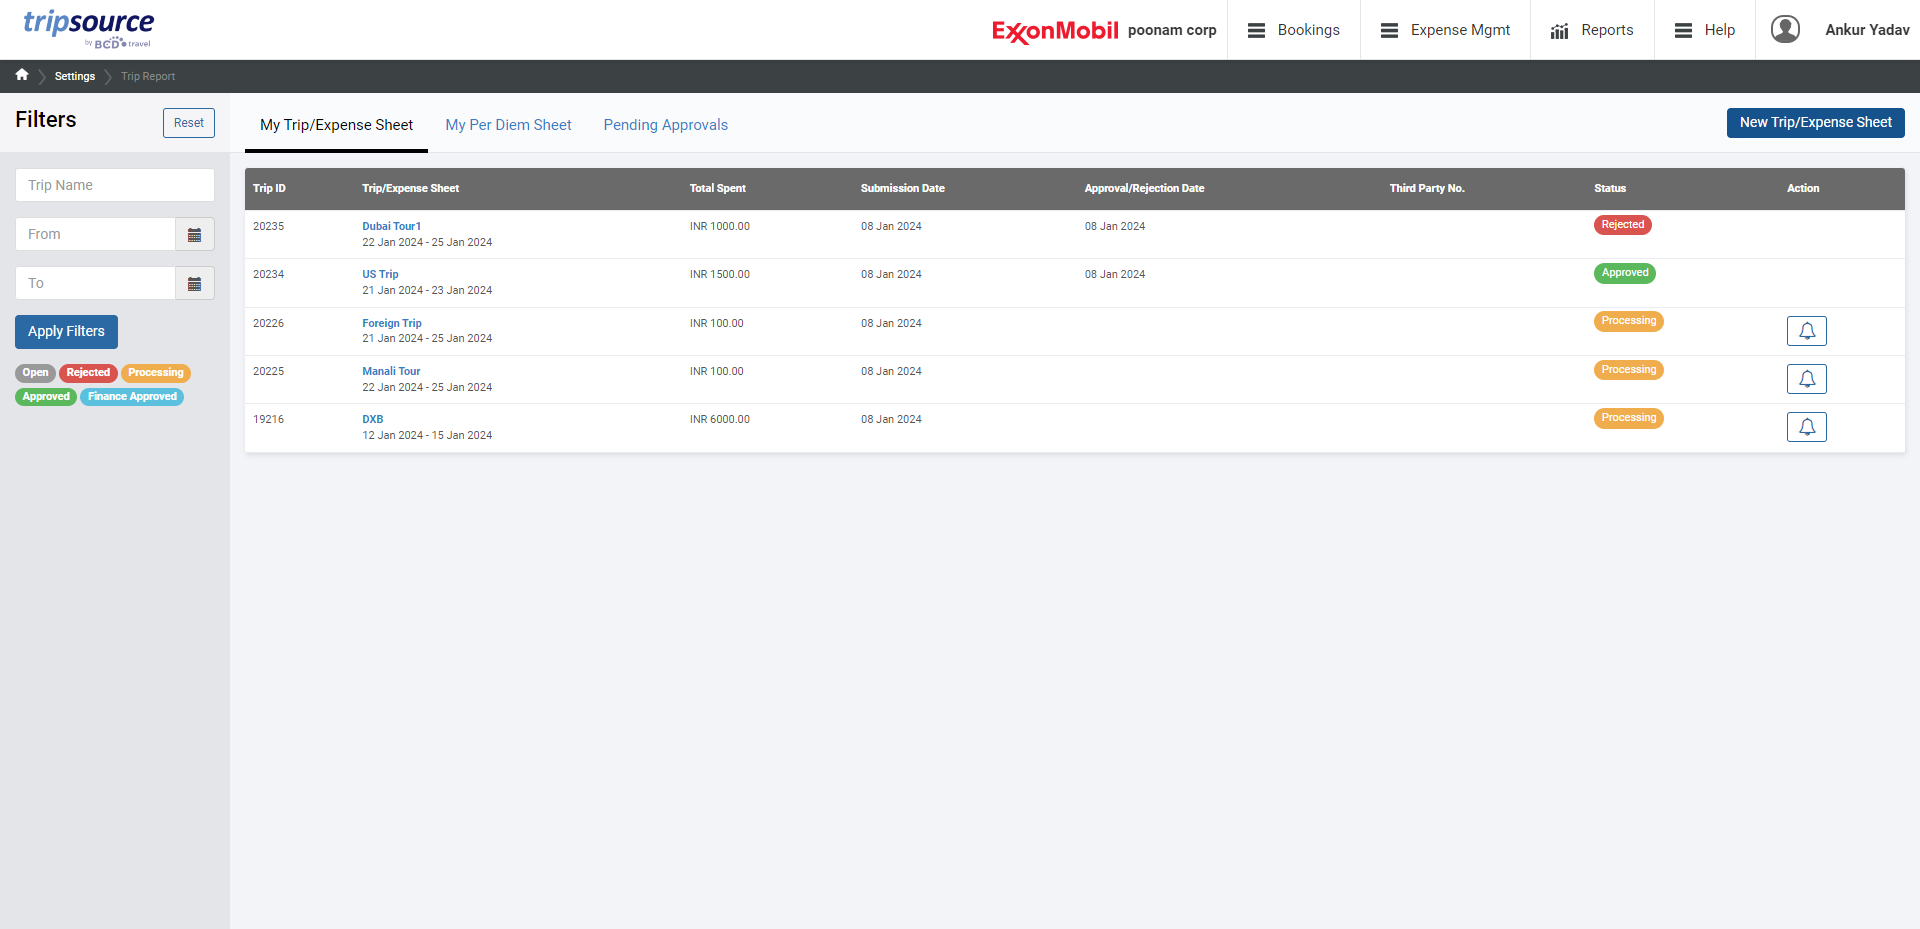 tripsource
by BCD travel
ExxonMobil poonam corp Bookings Expense Mgmt Reports Help Ankur Yadav
Settings Trip Report
Filters Reset
Trip Name
From
To
Apply Filters
Open Rejected Processing
Approved Finance Approved
My Trip/Expense Sheet My Per Diem Sheet Pending Approvals New Trip/Expense Sheet
Trip ID Trip/Expense Sheet Total Spent Submission Date Approval/Rejection Date Third Party No. Status Action
20235 Dubai Tour1 INR 1000.00 08 Jan 2024 08 Jan 2024 Rejected
22 Jan 2024 - 25 Jan 2024
20234 US Trip INR 1500.00 08 Jan 2024 08 Jan 2024 Approved
21 Jan 2024 - 23 Jan 2024
20226 Foreign Trip INR 100.00 08 Jan 2024 Processing
21 Jan 2024 - 25 Jan 2024
20225 Manali Tour INR 100.00 08 Jan 2024 Processing
22 Jan 2024 - 25 Jan 2024
19216 DXB INR 6000.00 08 Jan 2024 Processing
12 Jan 2024 - 15 Jan 2024